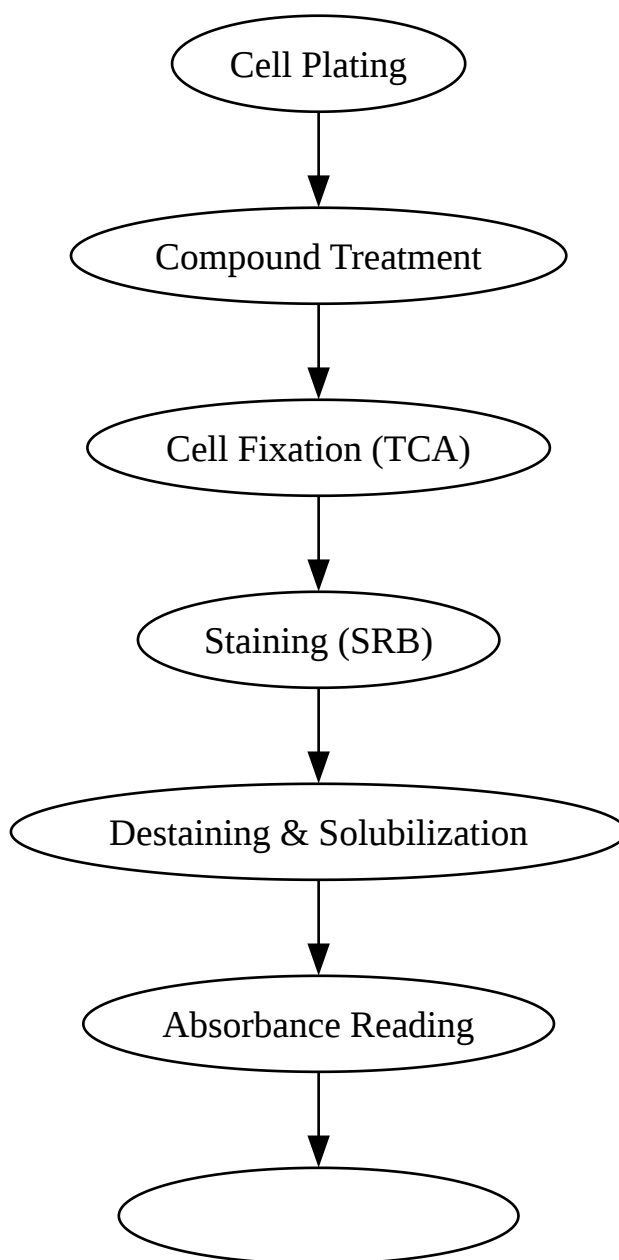 Cell Plating
Compound Treatment
Cell Fixation (TCA)
Staining (SRB)
Destaining & Solubilization
Absorbance Reading